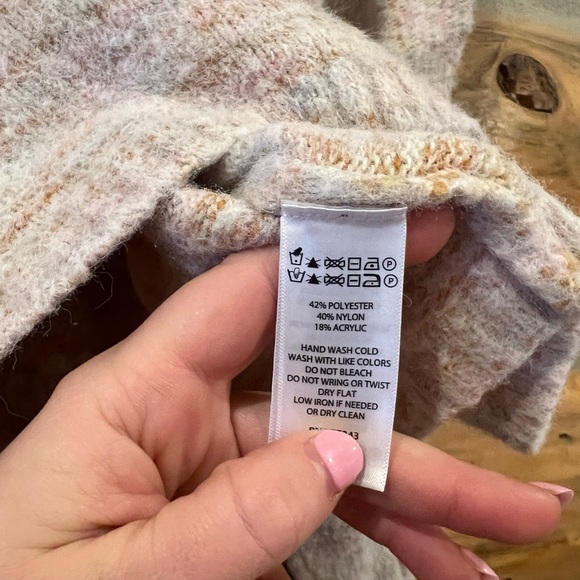 42% POLYESTER
40% NYLON
18% ACRYLIC
HAND WASH COLD
WASH WITH LIKE COLORS
DO NOT BLEACH
DO NOT WRING OR TWIST
DRY FLAT
LOW IRON IF NEEDED
OR DRY CLEAN